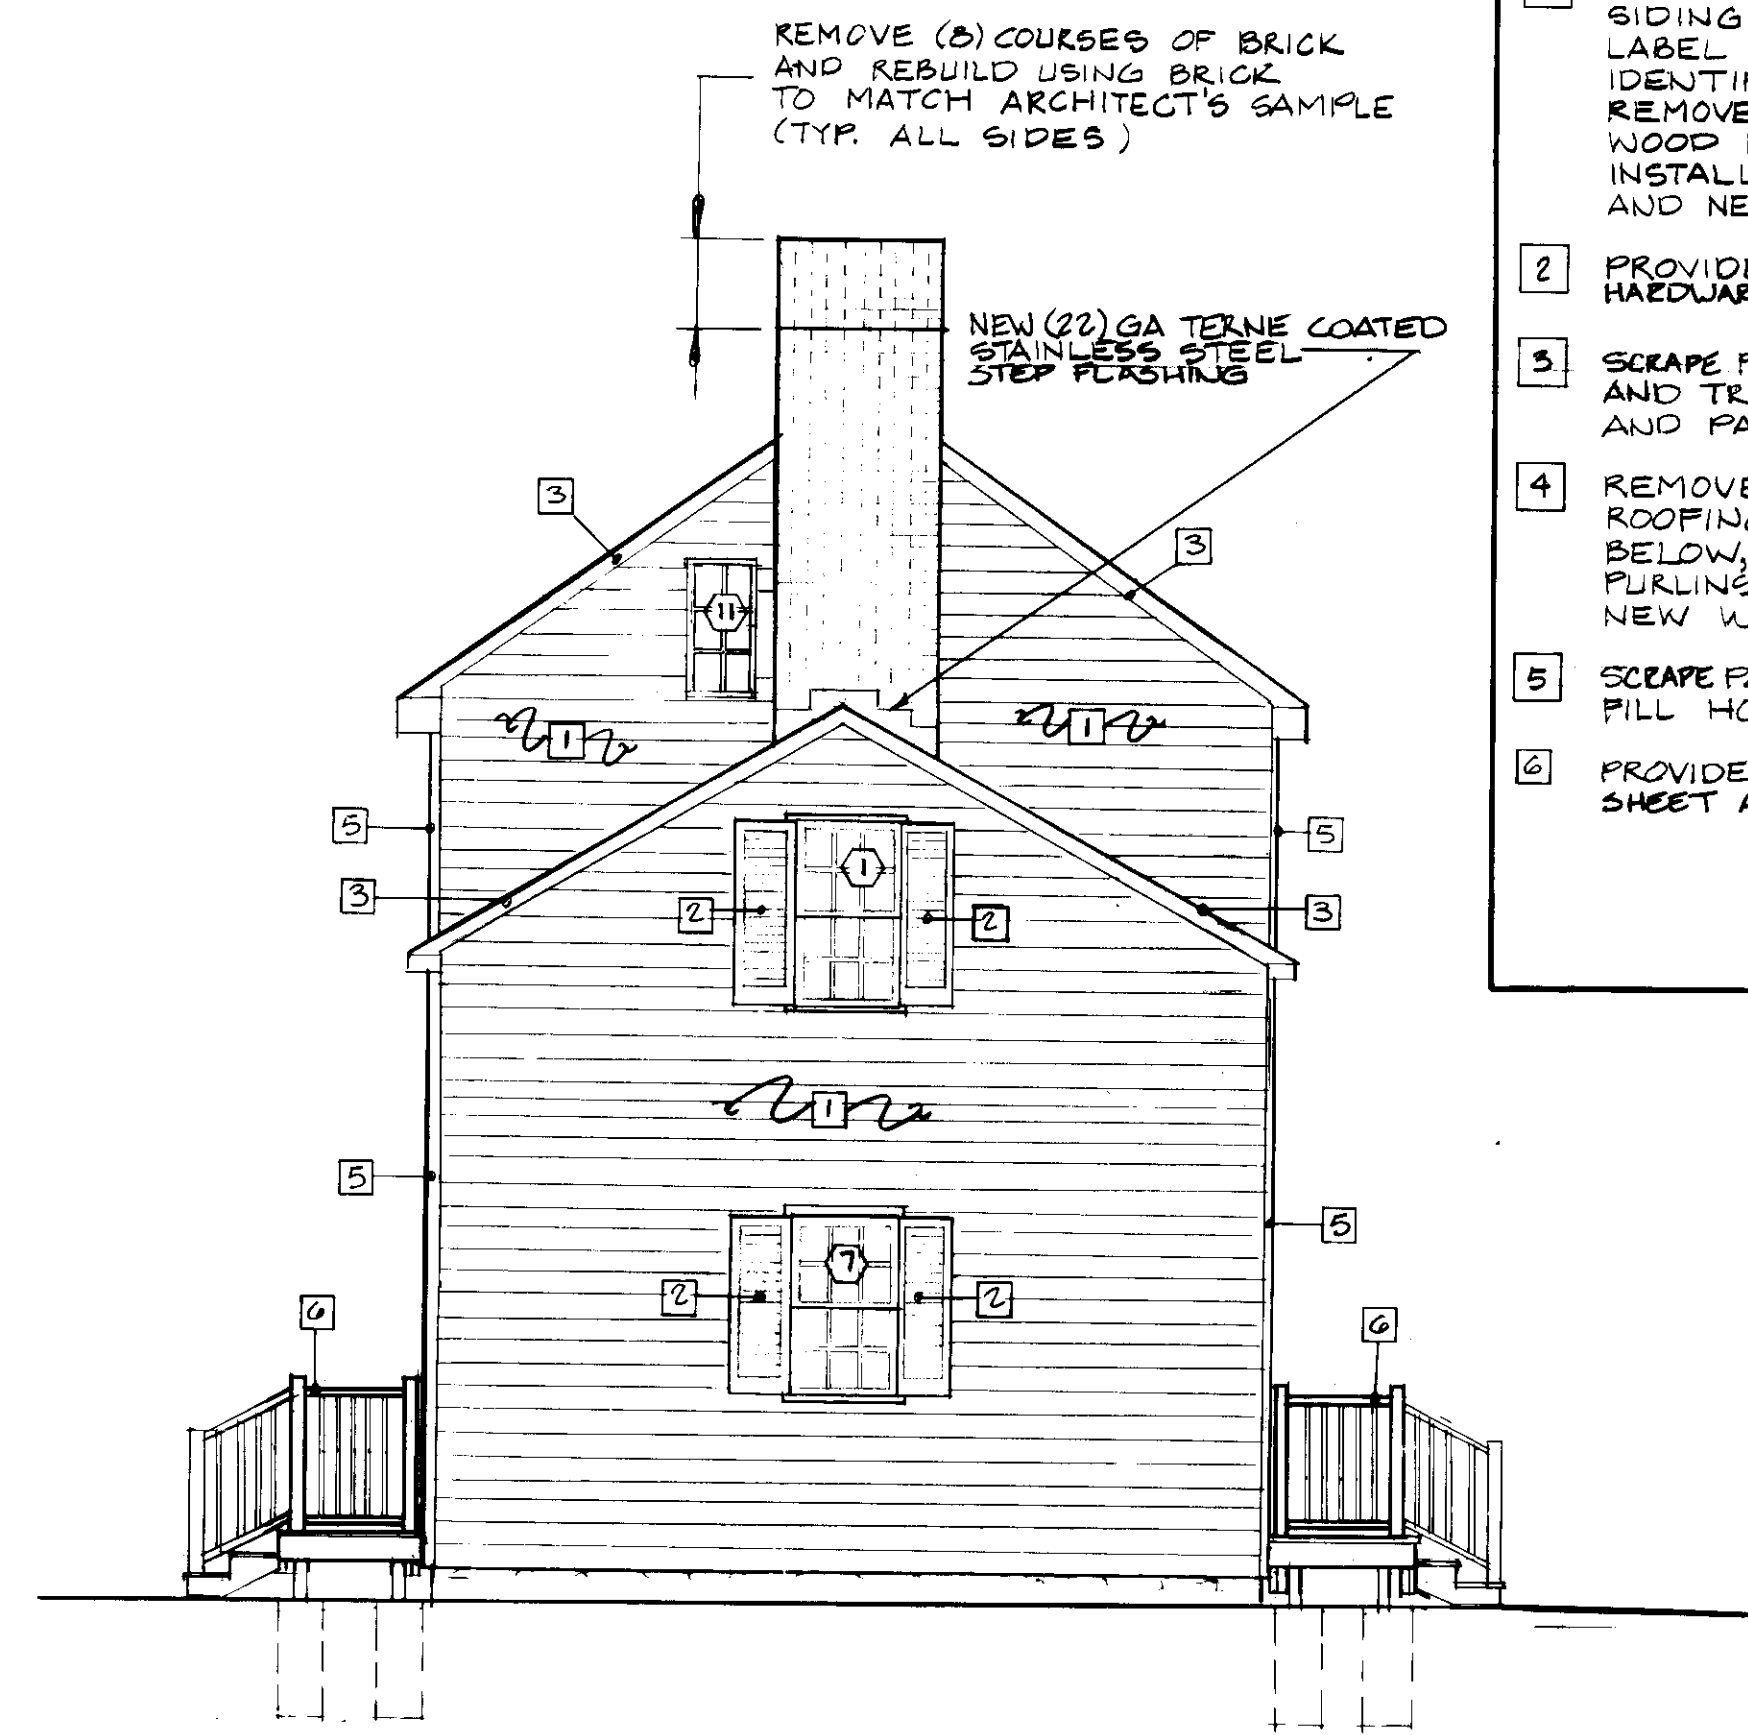 REMOVE (8) COURSES OF BRICK
AND REBUILD USING BRICK
TO MATCH ARCHITECT'S SAMPLE
(TYP. ALL SIDES)
NEW (22) GA TERNE COATED
STAINLESS STEEL
STEP FLASHING
3
3
11
1
1
5
5
3
3
1
2
2
1
5
5
7
2
2
6
6
SIDING
LABEL
REMOVE
WOOD
AND
2
3
SCRAPE
AND
AND
4
REMOVE
BELOW,
NEW
5
SCRAPE
FILL
6
PROVIDE
SHEET